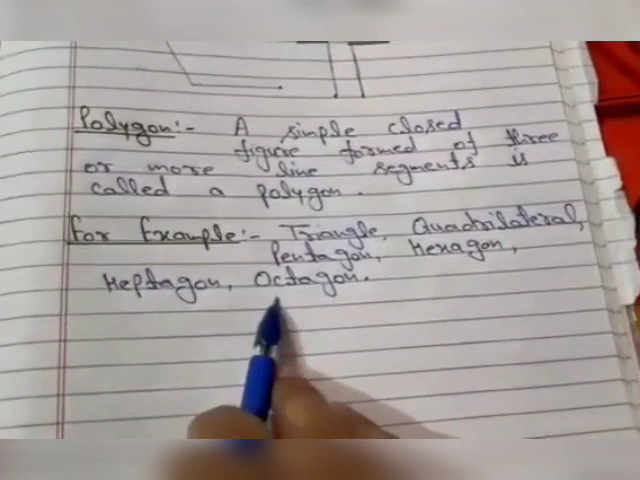 Polygon:- A simple closed
figure formed of three
or more line segments is
called a polygon.
For Example:- Triangle, Quadrilateral,
Pentagon, Hexagon,
Heptagon, Octagon.